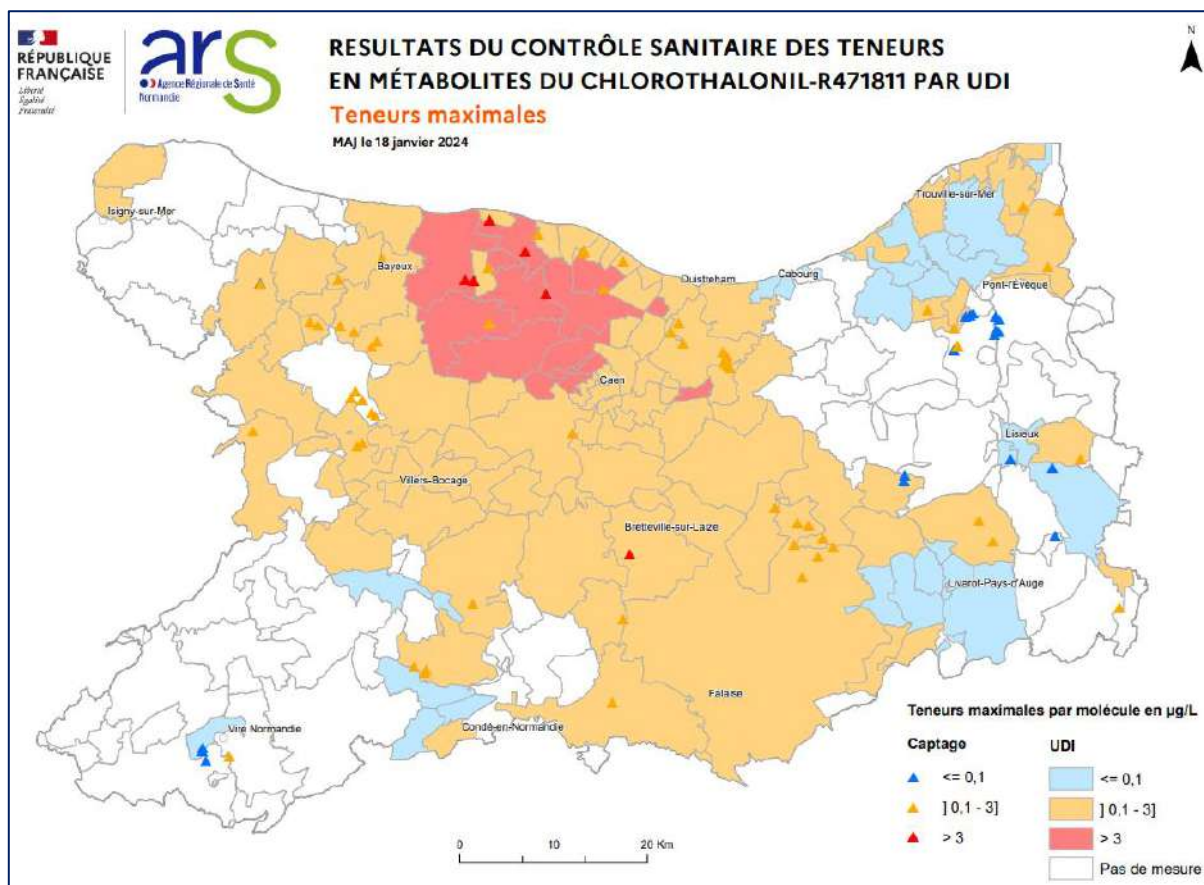 RÉPUBLIQUE
FRANÇAISE
Liberté
Égalité
Fraternité
ars
Agence Régionale de Santé
Normandie
RESULTATS DU CONTRÔLE SANITAIRE DES TENEURS
EN MÉTABOLITES DU CHLOROTHALONIL-R471811 PAR UDI
Teneurs maximales
MAJ le 18 janvier 2024
N
Isigny-sur-Mer
Trouville-sur-Mer
Bayeux
Ouistreham
Cabourg
Pont-l'Évêque
Caen
Lisieux
Villers-Bocage
Bretteville-sur-Laize
Livarot-Pays-d'Auge
Falaise
Vire Normandie
Condé-en-Normandie
Teneurs maximales par molécule en µg/L
Captage UDI
<= 0,1 <= 0,1
] 0,1 - 3] ] 0,1 - 3]
> 3 > 3
Pas de mesure
0 10 20 Km